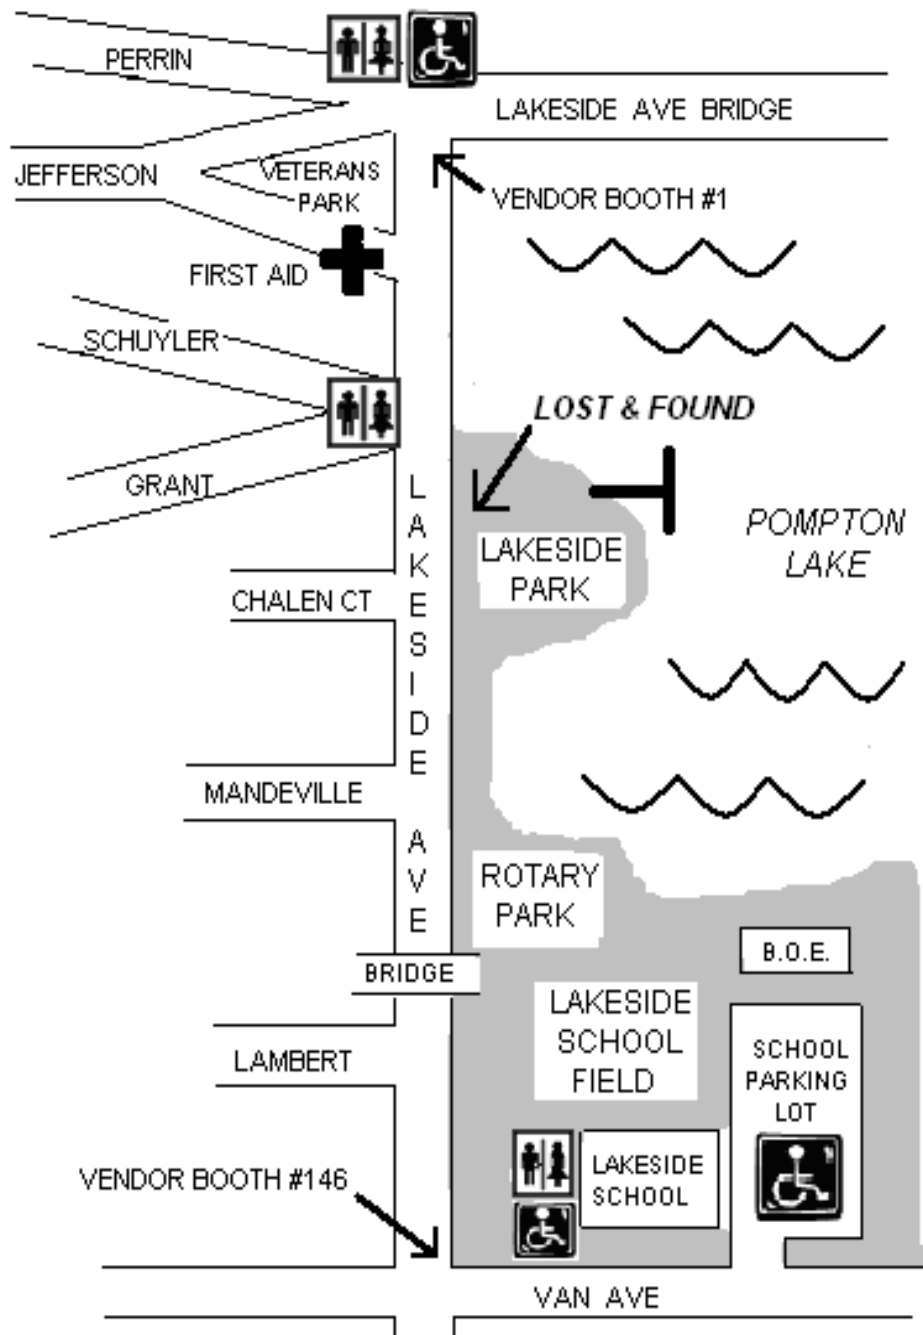 PERRIN
LAKESIDE AVE BRIDGE
JEFFERSON
VETERANS
PARK
VENDOR BOOTH #1
FIRST AID
SCHUYLER
LOST & FOUND
GRANT
LAKESIDE AVE
POMPTON
LAKE
LAKESIDE
PARK
CHALEN CT
MANDEVILLE
ROTARY
PARK
B.O.E.
BRIDGE
LAKESIDE
SCHOOL
FIELD
LAMBERT
SCHOOL
PARKING
LOT
VENDOR BOOTH #146
LAKESIDE
SCHOOL
VAN AVE